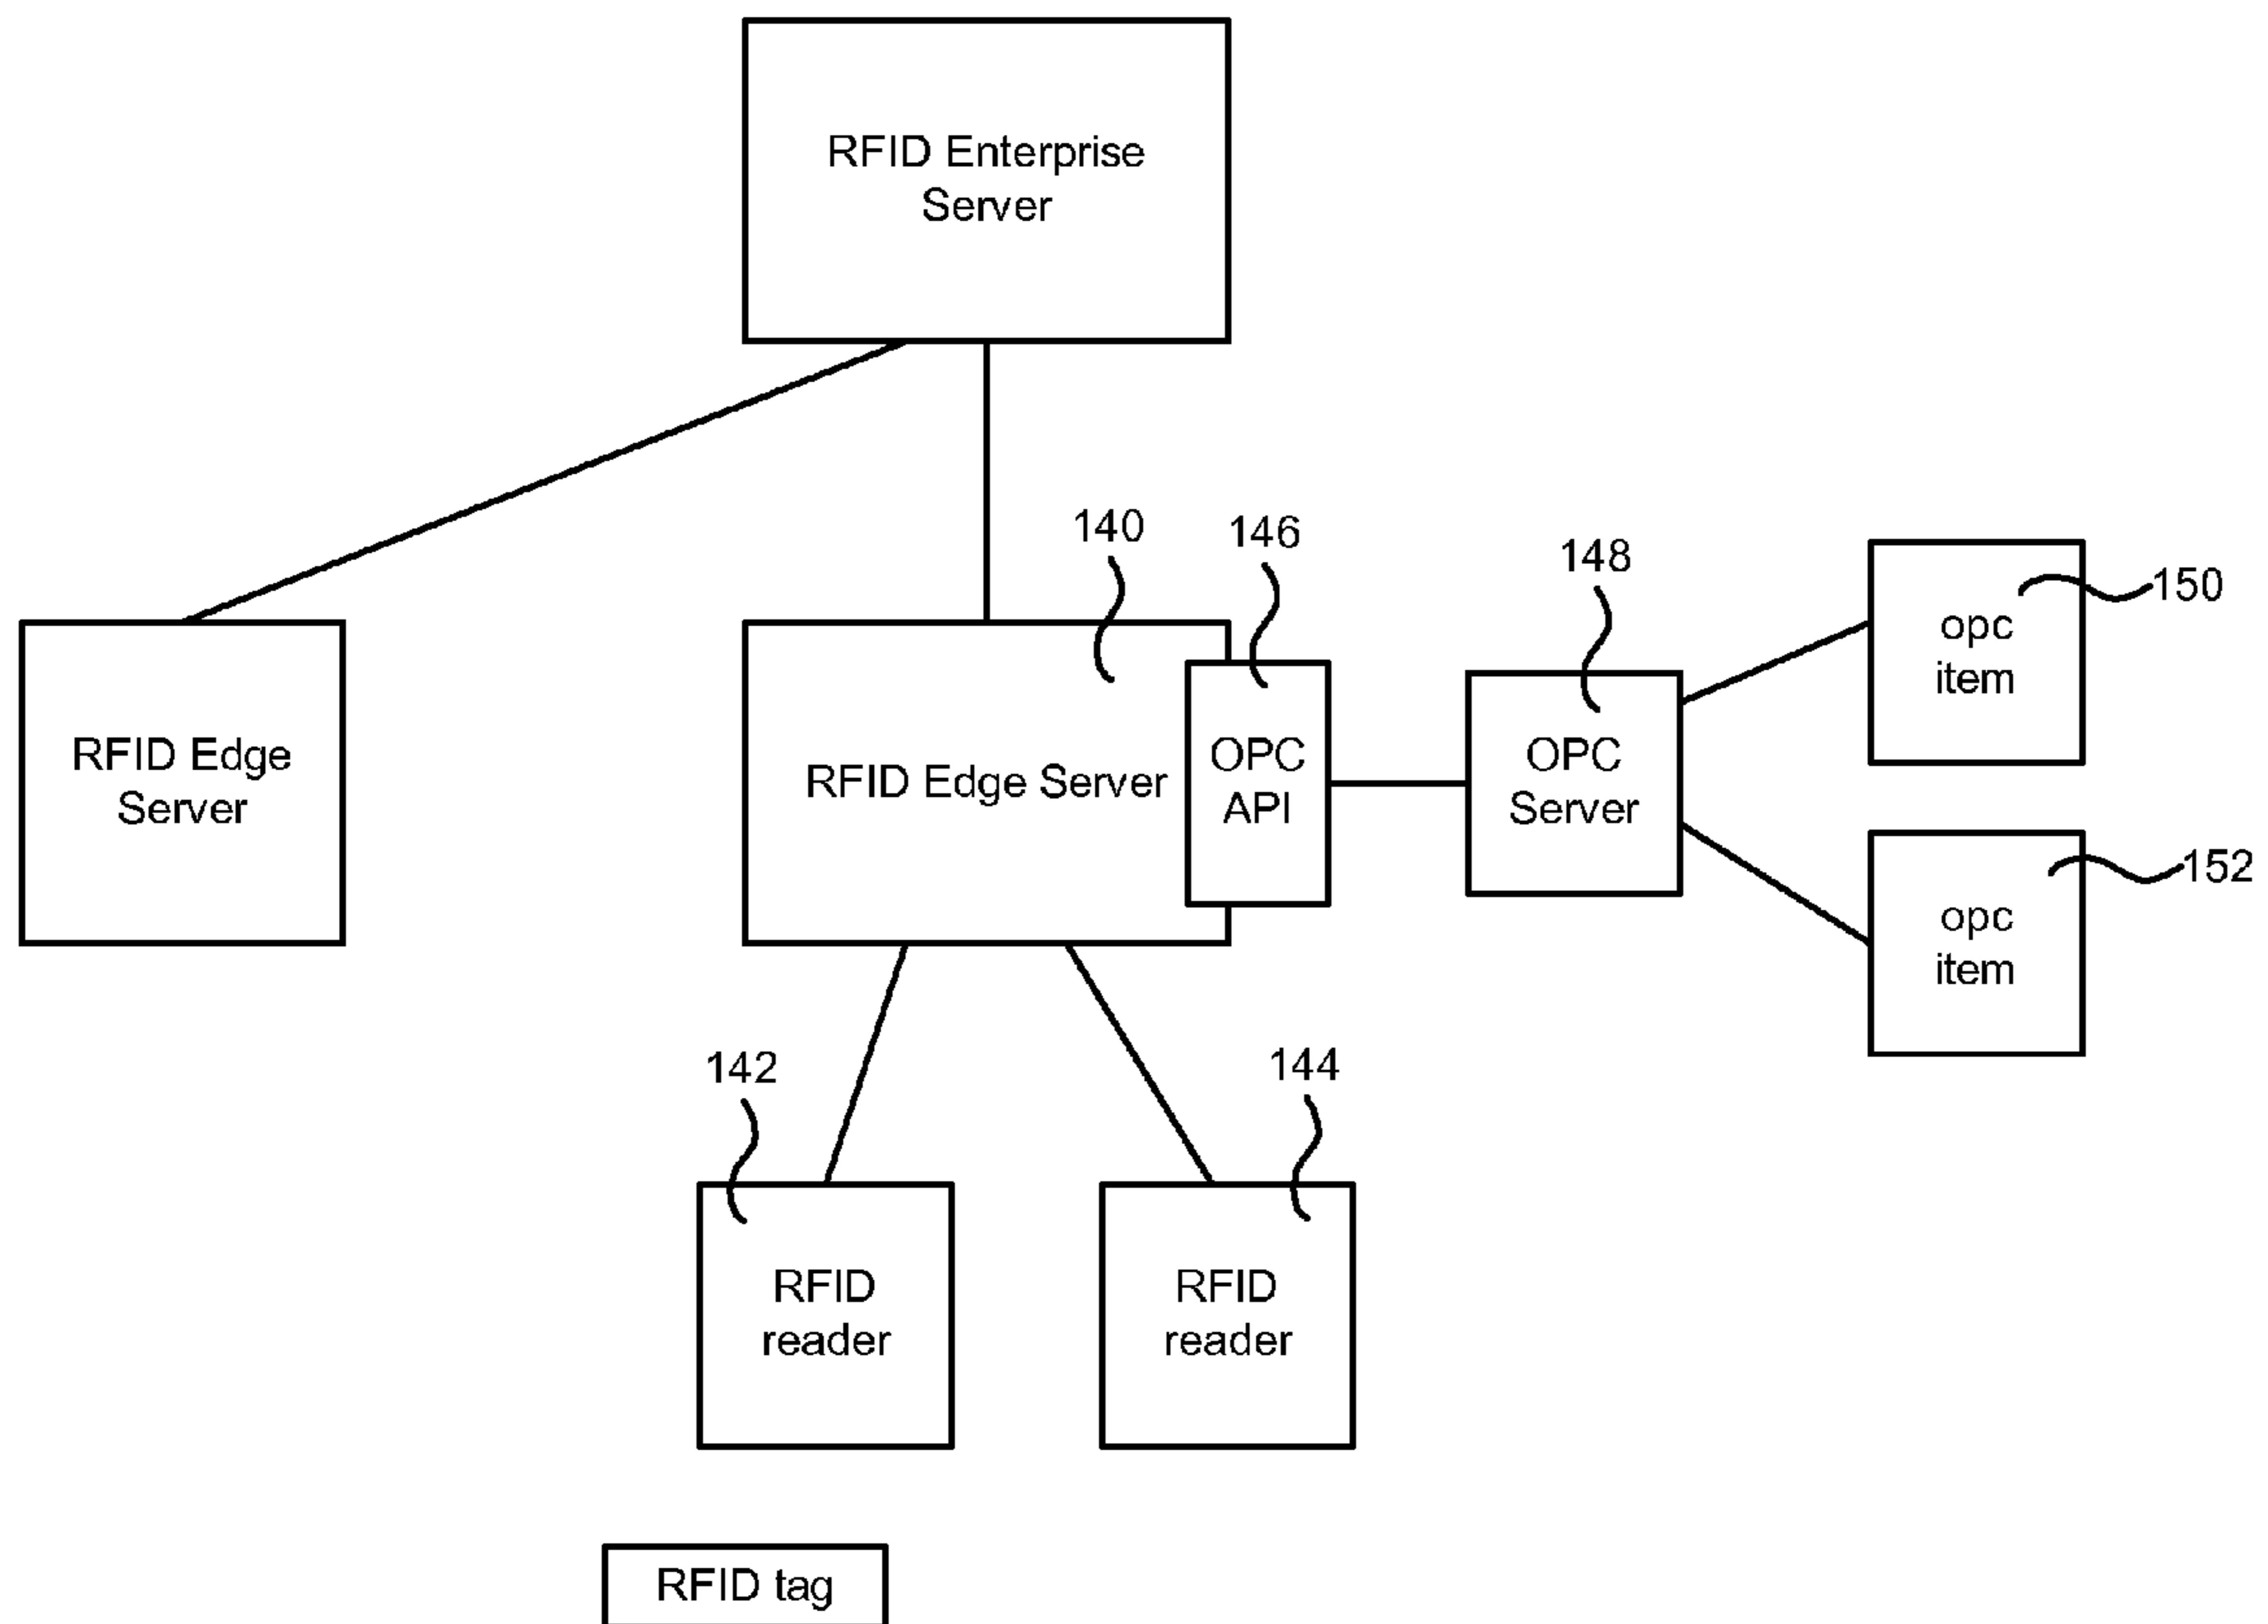 RFID Enterprise
Server
140
146
148
150
opc
item
RFID Edge
Server
RFID Edge Server
OPC
API
OPC
Server
152
opc
item
142
144
RFID
reader
RFID
reader
RFID tag